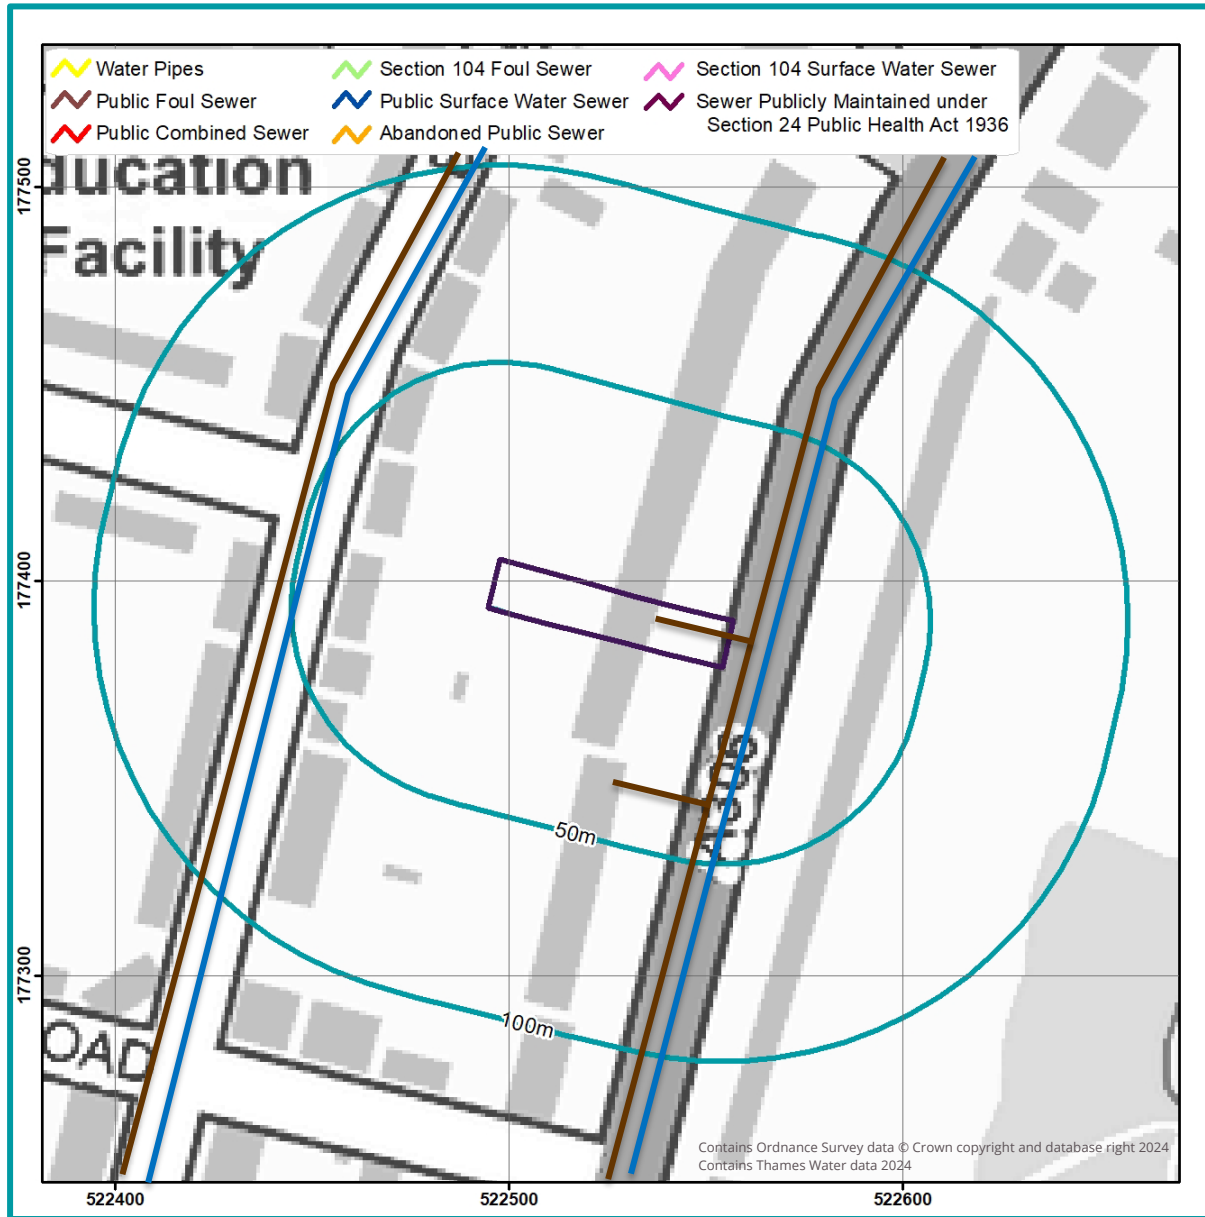 Water Pipes
Section 104 Foul Sewer
Section 104 Surface Water Sewer
Public Foul Sewer
Public Surface Water Sewer
Sewer Publicly Maintained under
Section 24 Public Health Act 1936
Public Combined Sewer
Abandoned Public Sewer
ducation
Facility
177500
177400
50m
100m
177300
OAD
Contains Ordnance Survey data © Crown copyright and database right 2024
Contains Thames Water data 2024
522400
522500
522600